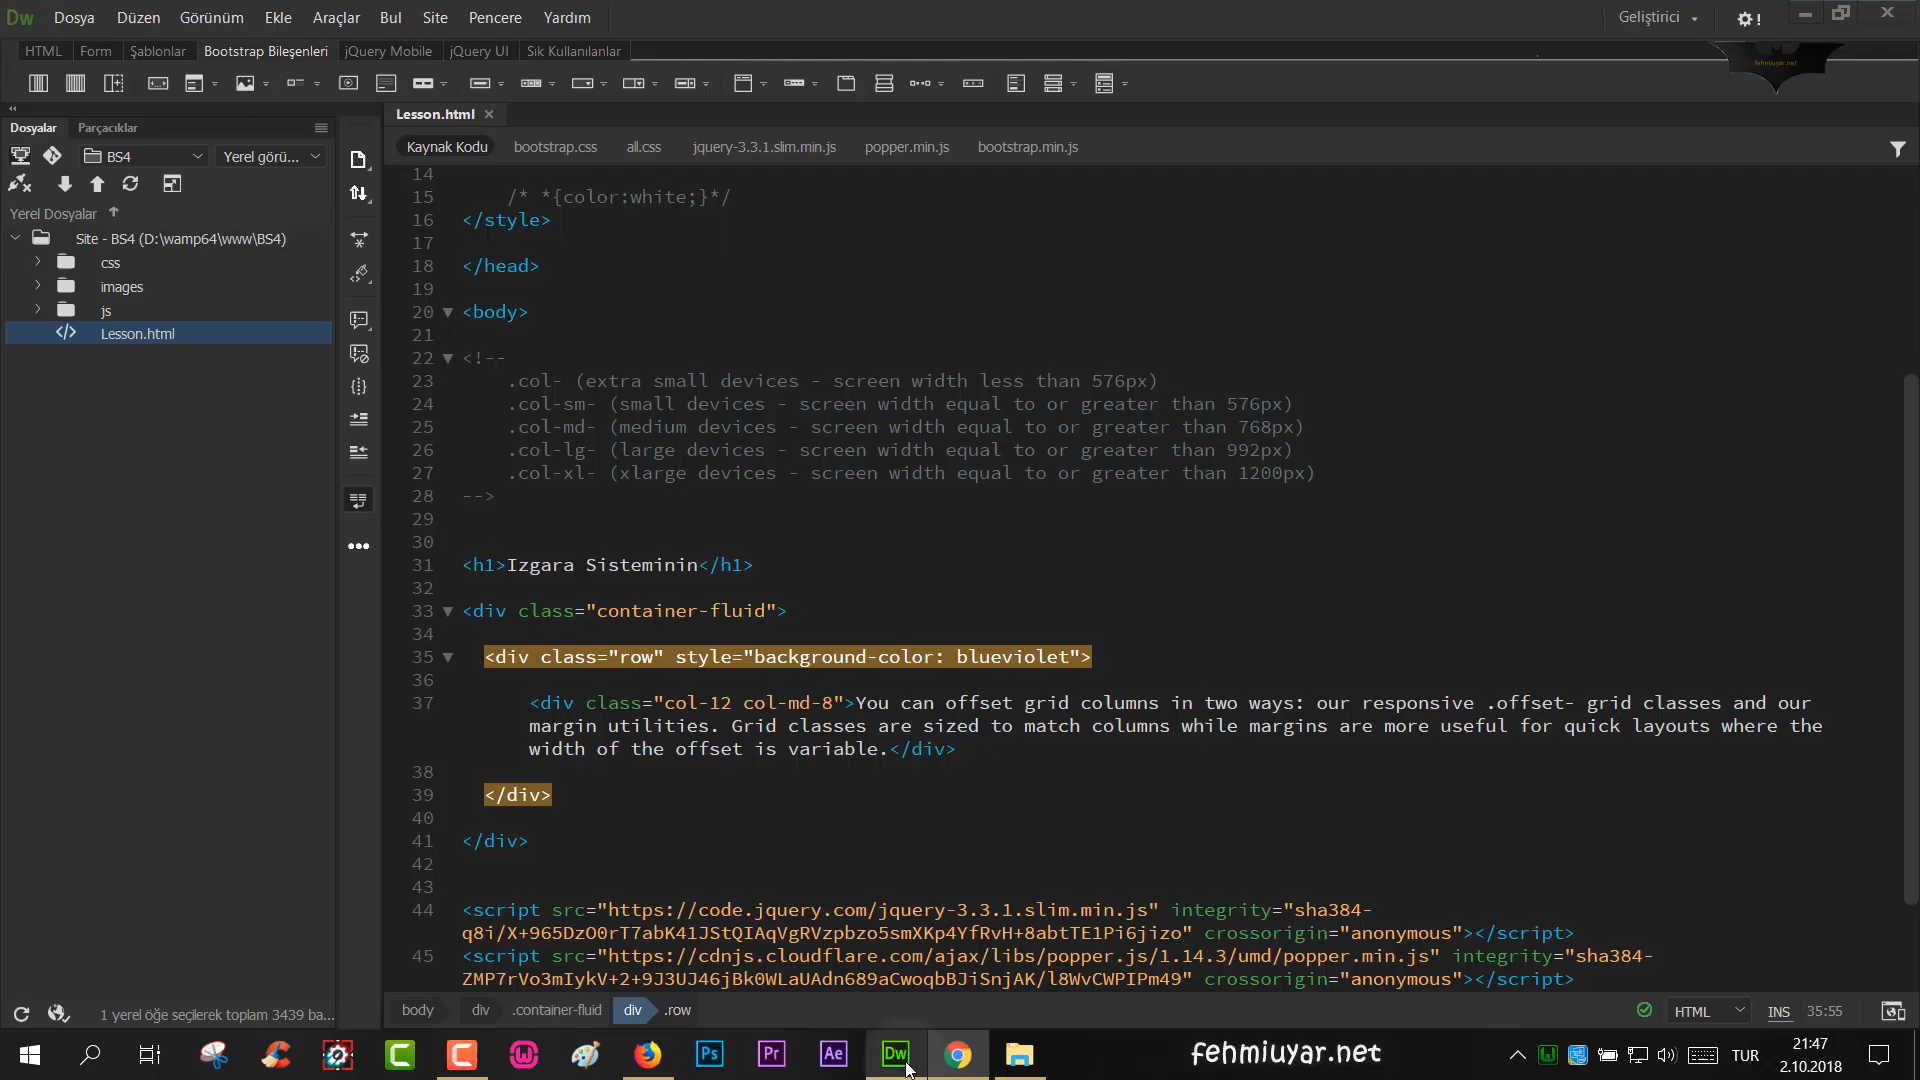 Dw Dosya Düzen Görünüm Ekle Araçlar Bul Site Pencere Yardım Geliştirici
HTML Form Şablonlar Bootstrap Bileşenleri jQuery Mobile jQuery UI Sık Kullanılanlar
fehmiuyar.net
Lesson.html
Dosyalar Parçacıklar
Kaynak Kodu bootstrap.css all.css jquery-3.3.1.slim.min.js popper.min.js bootstrap.min.js
BS4 Yerel görü...
Yerel Dosyalar
Site - BS4 (D:\wamp64\www\BS4)
css
images
js
Lesson.html
14
15 /* *{color:white;}*/
16 </style>
17
18 </head>
19
20 <body>
21
22 <!--
23 .col- (extra small devices - screen width less than 576px)
24 .col-sm- (small devices - screen width equal to or greater than 576px)
25 .col-md- (medium devices - screen width equal to or greater than 768px)
26 .col-lg- (large devices - screen width equal to or greater than 992px)
27 .col-xl- (xlarge devices - screen width equal to or greater than 1200px)
28 -->
29
30
31 <h1>Izgara Sisteminin</h1>
32
33 <div class="container-fluid">
34
35 <div class="row" style="background-color: blueviolet">
36
37 <div class="col-12 col-md-8">You can offset grid columns in two ways: our responsive .offset- grid classes and our
margin utilities. Grid classes are sized to match columns while margins are more useful for quick layouts where the
width of the offset is variable.</div>
38
39 </div>
40
41 </div>
42
43
44 <script src="https://code.jquery.com/jquery-3.3.1.slim.min.js" integrity="sha384-
q8i/X+965DzO0rT7abK41JStQIAqVgRVzpbzo5smXKp4YfRvH+8abtTE1Pi6jizo" crossorigin="anonymous"></script>
45 <script src="https://cdnjs.cloudflare.com/ajax/libs/popper.js/1.14.3/umd/popper.min.js" integrity="sha384-
ZMP7rVo3mIykV+2+9J3UJ46jBk0WLaUAdn689aCwoqbBJiSnjAK/l8WvCWPIPm49" crossorigin="anonymous"></script>
1 yerel öğe seçilerek toplam 3439 ba...
body div .container-fluid div .row HTML INS 35:55
Ps Pr Ae Dw fehmiuyar.net TUR 21:47
2.10.2018